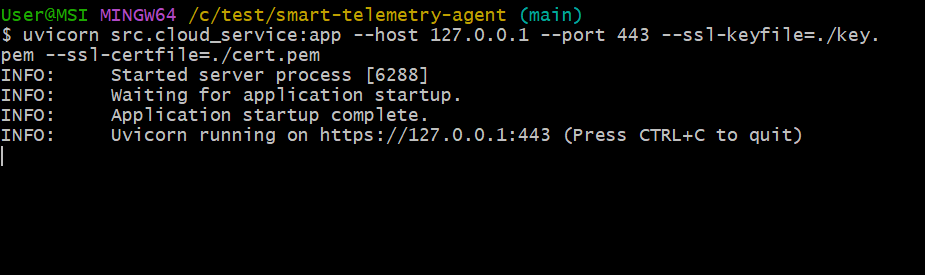 User@MSI MINGW64 /c/test/smart-telemetry-agent (main)
$ uvicorn src.cloud_service:app --host 127.0.0.1 --port 443 --ssl-keyfile=./key.
pem --ssl-certfile=./cert.pem
INFO:     Started server process [6288]
INFO:     Waiting for application startup.
INFO:     Application startup complete.
INFO:     Uvicorn running on https://127.0.0.1:443 (Press CTRL+C to quit)